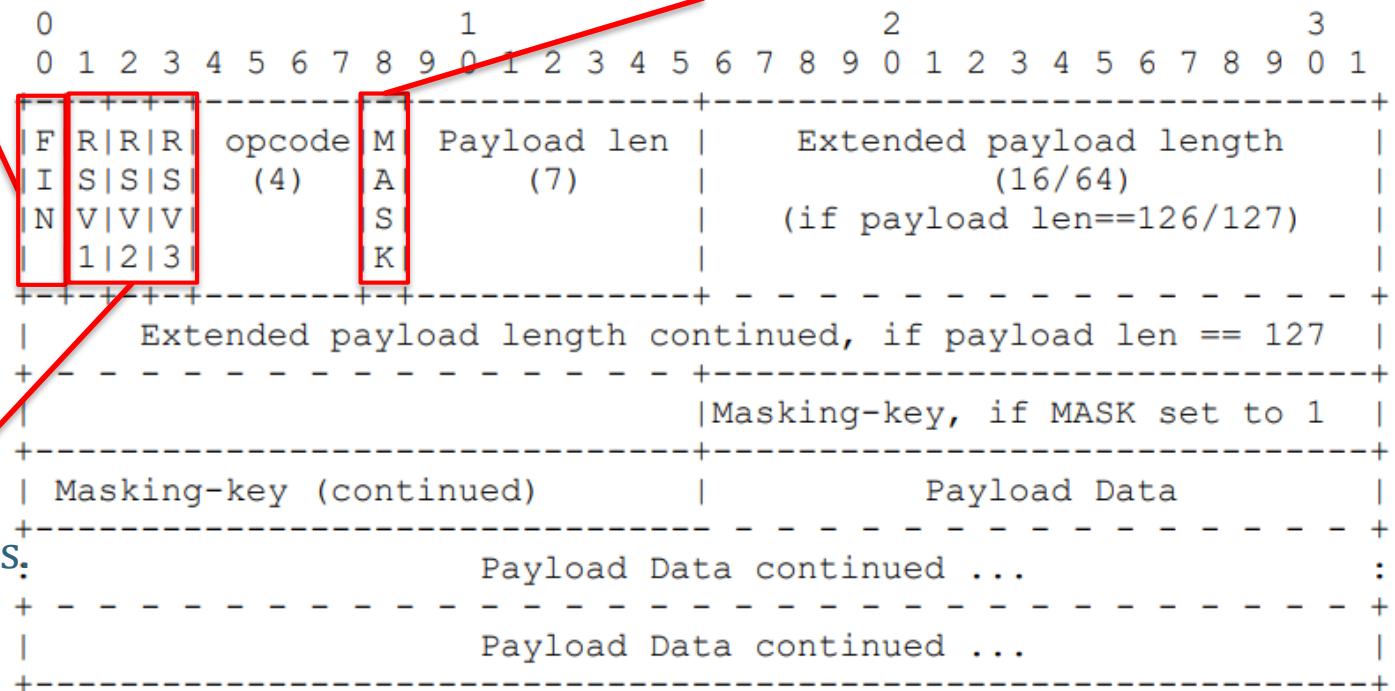 0                   1                   2                   3
0 1 2 3 4 5 6 7 8 9 0 1 2 3 4 5 6 7 8 9 0 1 2 3 4 5 6 7 8 9 0 1
+-+-+-+-+-------+-+-------------+-------------------------------+
|F|R|R|R| opcode|M| Payload len |    Extended payload length    |
|I|S|S|S|  (4)  |A|     (7)     |             (16/64)           |
|N|V|V|V|       |S|             |   (if payload len==126/127)   |
| |1|2|3|       |K|             |                               |
+-+-+-+-+-------+-+-------------+ - - - - - - - - - - - - - - - +
|     Extended payload length continued, if payload len == 127  |
+ - - - - - - - - - - - - - - - +-------------------------------+
|                               |Masking-key, if MASK set to 1  |
+-------------------------------+-------------------------------+
| Masking-key (continued)       |          Payload Data         |
+-------------------------------- - - - - - - - - - - - - - - - +
s.
:                     Payload Data continued ...                :
+ - - - - - - - - - - - - - - - - - - - - - - - - - - - - - - - +
|                     Payload Data continued ...                |
+---------------------------------------------------------------+